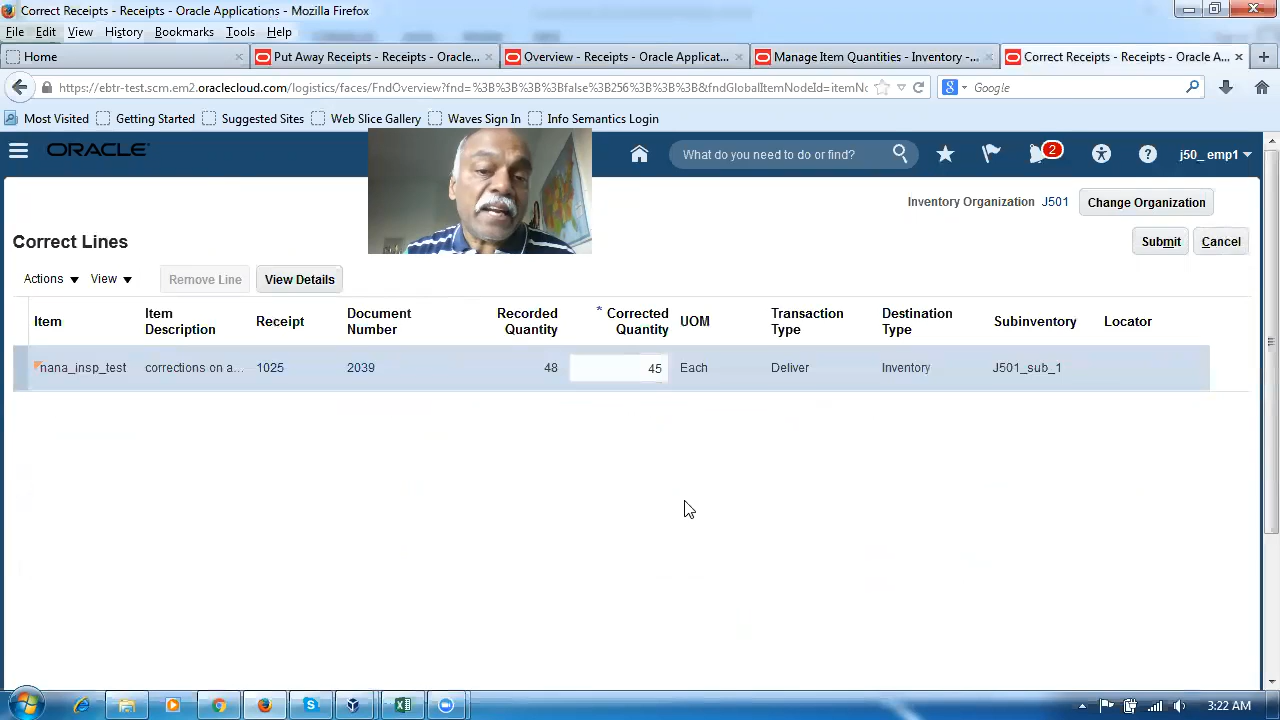 Correct Receipts - Receipts - Oracle Applications - Mozilla Firefox
File Edit View History Bookmarks Tools Help
Home
Put Away Receipts - Receipts - Oracle...
Overview - Receipts - Oracle Applicat...
Manage Item Quantities - Inventory -...
Correct Receipts - Receipts - Oracle A...
https://ebtr-test.scm.em2.oraclecloud.com/logistics/faces/FndOverview?fnd=%3B%3B%3B%3Bfalse%3B256%3B%3B%3B&fndGlobalItemNodeId=itemNo
Google
Most Visited Getting Started Suggested Sites Web Slice Gallery Waves Sign In Info Semantics Login
ORACLE
What do you need to do or find?
2
j50_emp1
Inventory Organization J501 Change Organization
Correct Lines
Submit Cancel
Actions View Remove Line View Details
Item
Item Description
Receipt
Document Number
Recorded Quantity
* Corrected Quantity
UOM
Transaction Type
Destination Type
Subinventory
Locator
nana_insp_test corrections on a... 1025 2039 48 45 Each Deliver Inventory J501_sub_1
3:22 AM